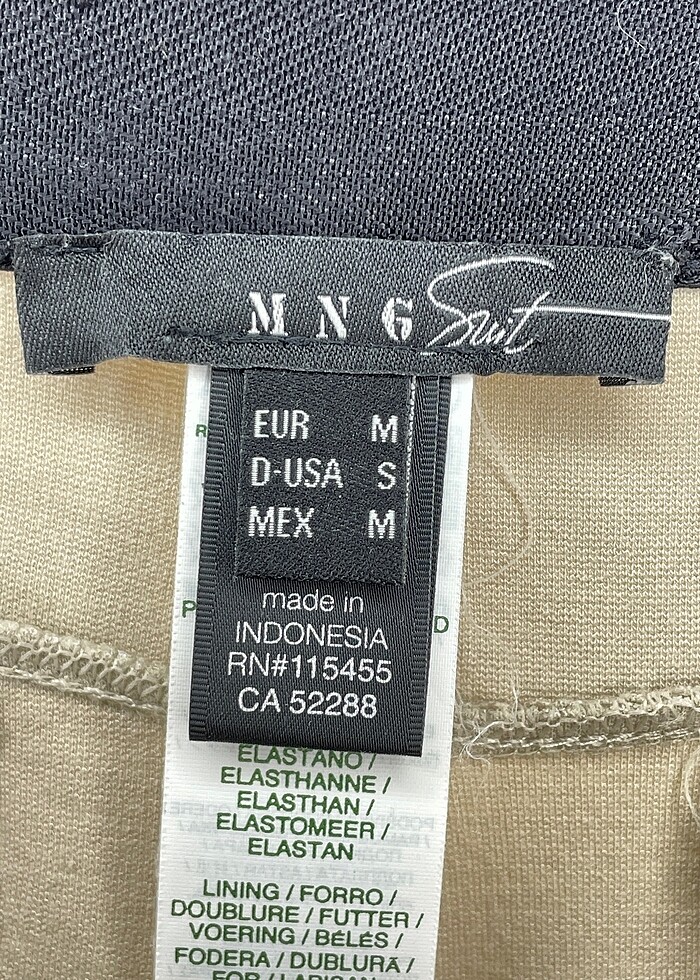 MNG Suit
EUR M
D-USA S
MEX M
made in
INDONESIA
RN#115455
CA 52288
R
P
D
ELASTANO /
ELASTHANNE /
ELASTHAN /
ELASTOMEER /
ELASTAN
LINING / FORRO /
DOUBLURE / FUTTER /
VOERING / BÉLÉS /
FODERA / DUBLURĂ /